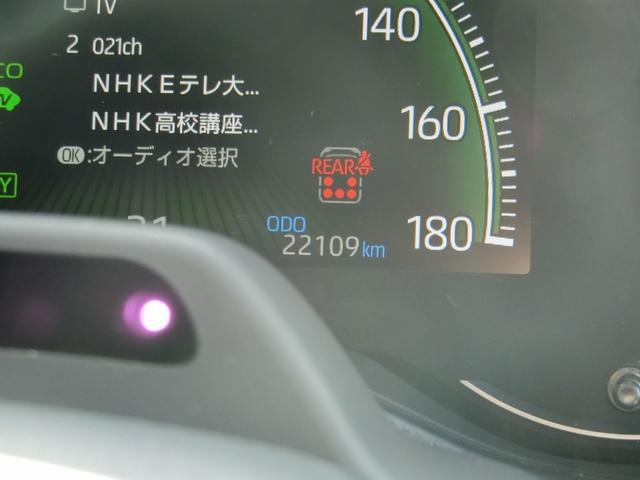 TV
2 021ch
NHKEテレ大...
NHK高校講座...
OK:オーディオ選択
REAR
ODO
22109km
140
160
180